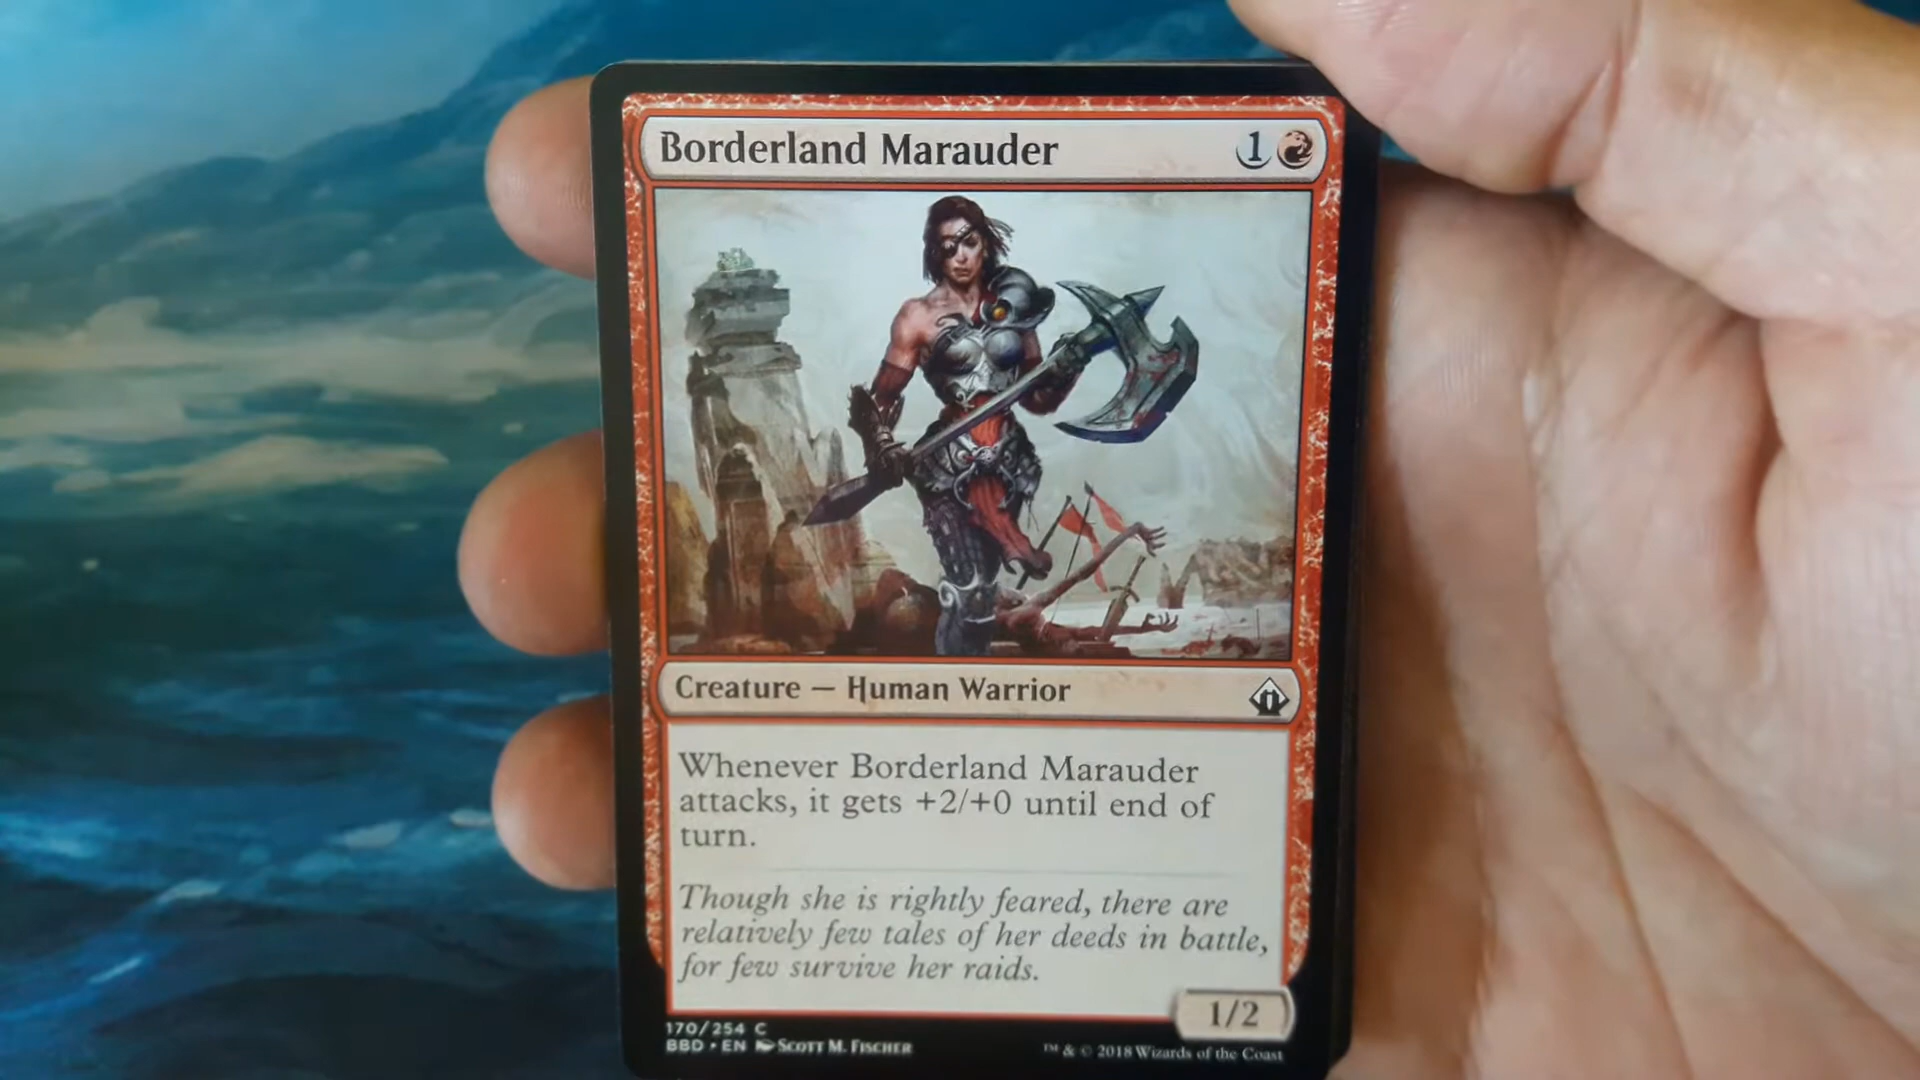 Borderland Marauder 1
Creature — Human Warrior
Whenever Borderland Marauder
attacks, it gets +2/+0 until end of
turn.
Though she is rightly feared, there are
relatively few tales of her deeds in battle,
for few survive her raids.
1/2
170/254 C
BBD • EN Scott M. Fischer
™ & © 2018 Wizards of the Coast